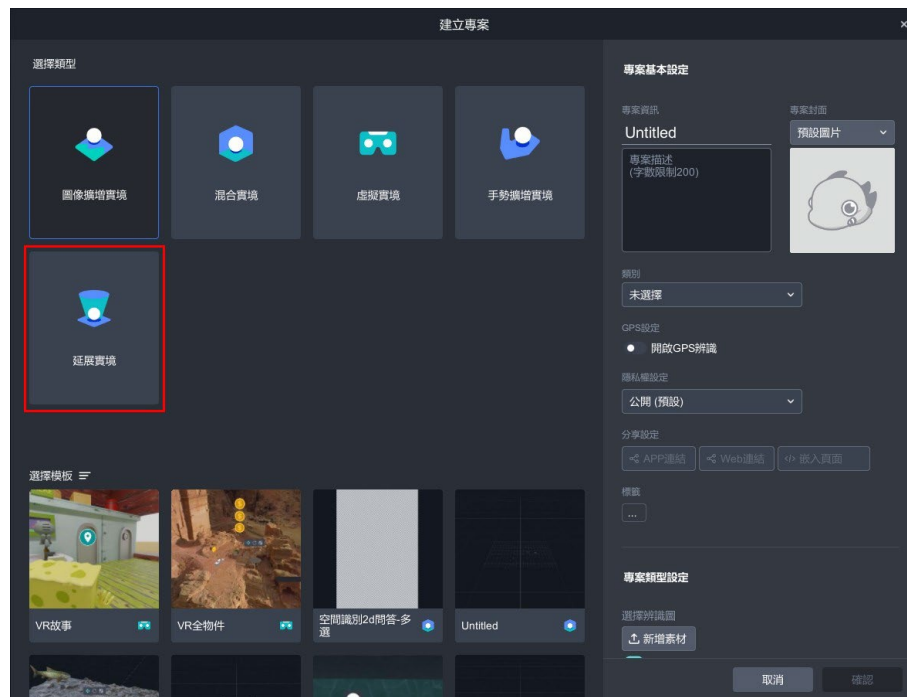 建立專案
選擇類型
圖像擴增實境
混合實境
虛擬實境
手勢擴增實境
延展實境
選擇模板
VR故事
VR全物件
空間識別2d問答-多選
Untitled
專案基本設定
專案資訊
專案封面
Untitled
預設圖片
專案描述
(字數限制200)
類別
未選擇
GPS設定
開啟GPS辨識
隱私權設定
公開 (預設)
分享設定
APP連結
Web連結
嵌入頁面
標籤
...
專案類型設定
選擇辨識圖
新增素材
取消
確認